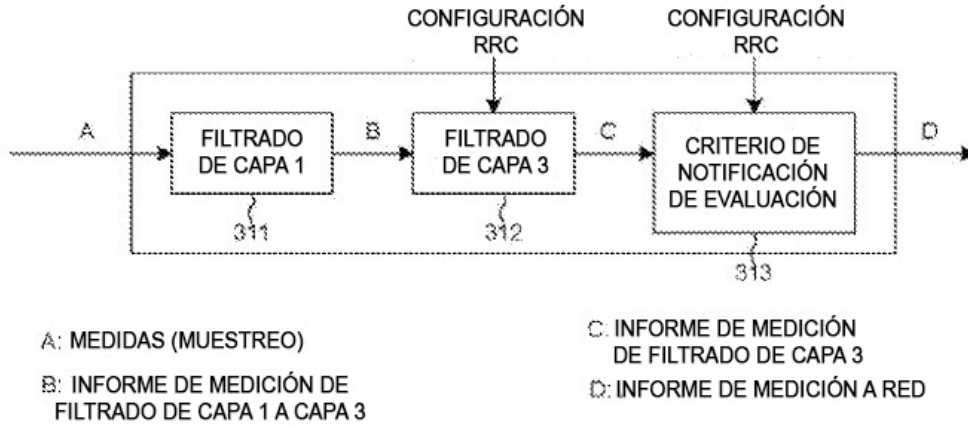 CONFIGURACIÓN
RRC
CONFIGURACIÓN
RRC
A
FILTRADO
DE CAPA 1
B
FILTRADO
DE CAPA 3
C
CRITERIO DE
NOTIFICACIÓN
DE EVALUACIÓN
D
311
312
313
A: MEDIDAS (MUESTREO)
B: INFORME DE MEDICIÓN DE
FILTRADO DE CAPA 1 A CAPA 3
C: INFORME DE MEDICIÓN
DE FILTRADO DE CAPA 3
D: INFORME DE MEDICIÓN A RED